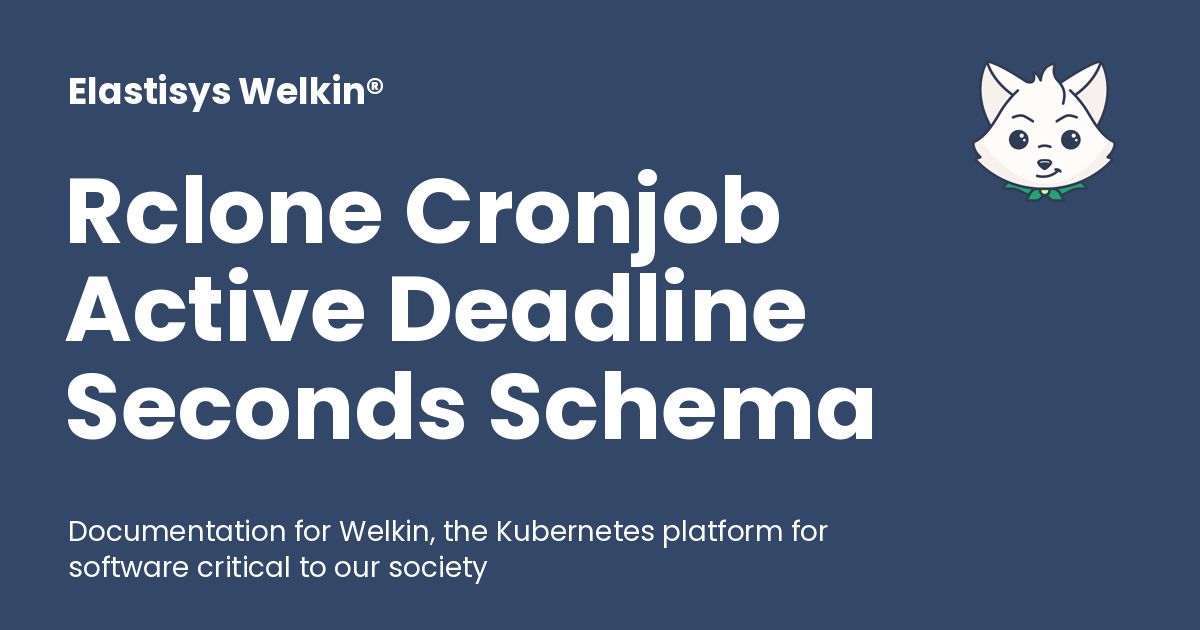 Elastisys Welkin®
Rclone Cronjob
Active Deadline
Seconds Schema
Documentation for Welkin, the Kubernetes platform for
software critical to our society